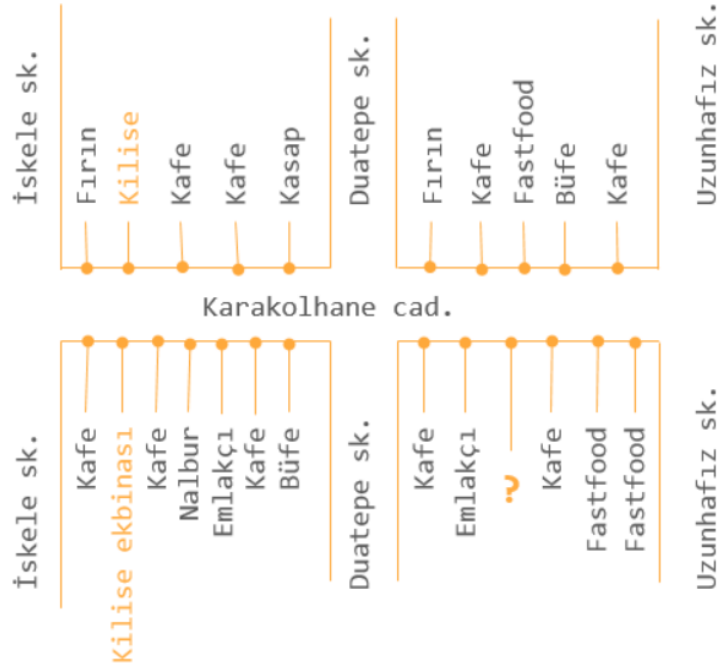 İskele sk.
Fırın
Kilise
Kafe
Kafe
Kasap
Duatepe sk.
Fırın
Kafe
Fastfood
Büfe
Kafe
Uzunhafız sk.
Karakolhane cad.
İskele sk.
Kafe
Kilise ekbinası
Kafe
Nalbur
Emlakçı
Kafe
Büfe
Duatepe sk.
Kafe
Emlakçı
?
Kafe
Fastfood
Fastfood
Uzunhafız sk.